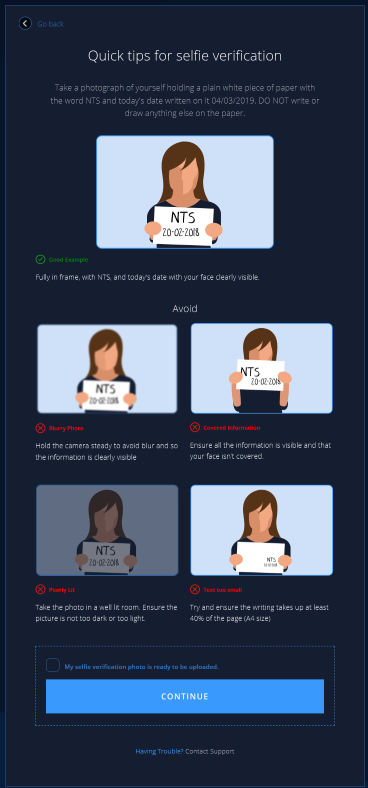 Go back
Quick tips for selfie verification
Take a photograph of yourself holding a plain white piece of paper with
the word NTS and today's date written on it 04/03/2019. DO NOT write or
draw anything else on the paper.
NTS
20-02-2018
Good Example
Fully in frame, with NTS, and today's date with your face clearly visible.
Avoid
NTS
20-02-2018
NTS
20-02-2018
Blurry Photo
Covered Information
Hold the camera steady to avoid blur and so
the information is clearly visible
Ensure all the information is visible and that
your face isn't covered.
NTS
20-02-2018
NTS
20-02-2018
Poorly Lit
Text too small
Take the photo in a well lit room. Ensure the
picture is not too dark or too light.
Try and ensure the writing takes up at least
40% of the page (A4 size)
My selfie verification photo is ready to be uploaded.
CONTINUE
Having Trouble? Contact Support